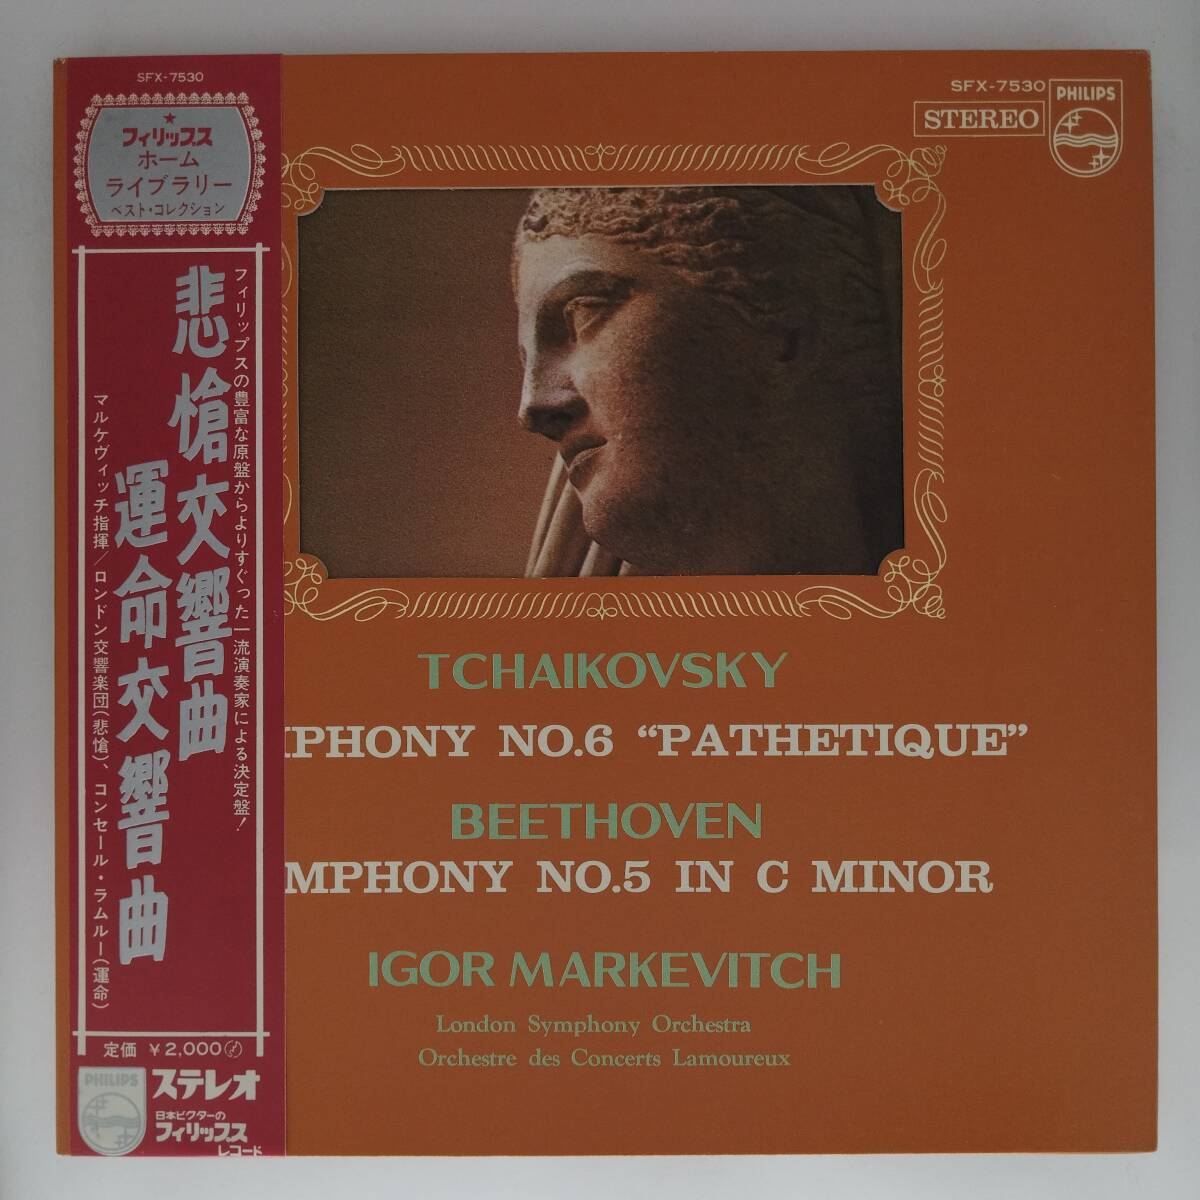 SFX-7530
★
フィリップス
ホーム
ライブラリー
ベスト・コレクション
フィリップスの豊富な原盤からよりすぐった一流演奏家による決定盤!
悲愴交響曲
運命交響曲
マルケヴィッチ指揮/ロンドン交響楽団(悲愴)、コンセール・ラムルー(運命)
定価 ¥2,000
PHILIPS
ステレオ
日本ビクターの
フィリップス
レコード
SFX-7530
STEREO
PHILIPS
TCHAIKOVSKY
MPHONY NO.6 “PATHETIQUE”
BEETHOVEN
MPHONY NO.5 IN C MINOR
IGOR MARKEVITCH
London Symphony Orchestra
Orchestre des Concerts Lamoureux